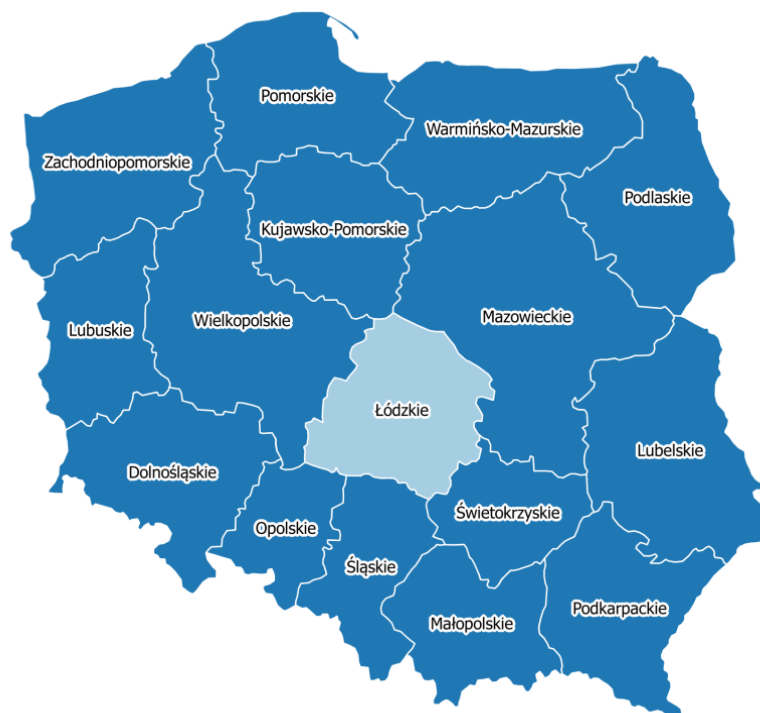 Pomorskie
Warmińsko-Mazurskie
Zachodniopomorskie
Podlaskie
Kujawsko-Pomorskie
Mazowieckie
Wielkopolskie
Lubuskie
Łódzkie
Lubelskie
Dolnośląskie
Świetokrzyskie
Opolskie
Śląskie
Podkarpackie
Małopolskie